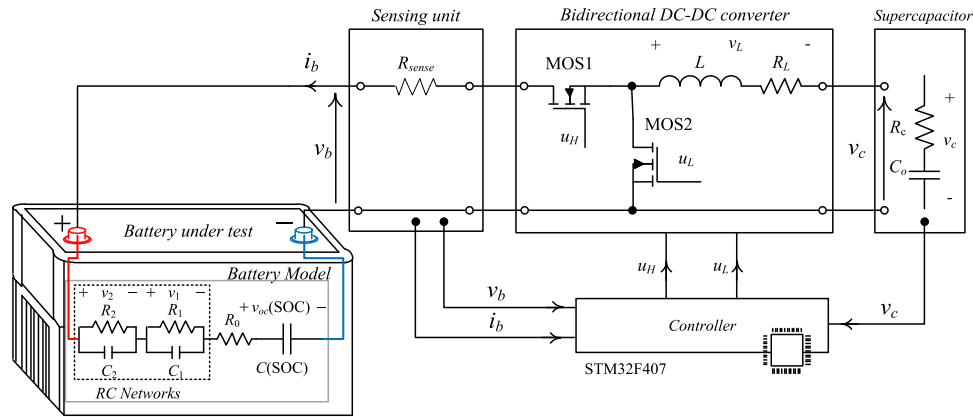 Sensing unit
Bidirectional DC-DC converter
Supercapacitor
i_b
R_sense
MOS1
+ v_L -
L
R_L
u_H
MOS2
u_L
v_b
v_c
+
R_c
v_c
C_o
-
+
−
Battery under test
Battery Model
+ v_2 − + v_1 −
R_2
R_1
R_0
+ v_oc(SOC) −
C_2
C_1
C(SOC)
RC Networks
u_H
u_L
v_b
i_b
Controller
v_c
STM32F407